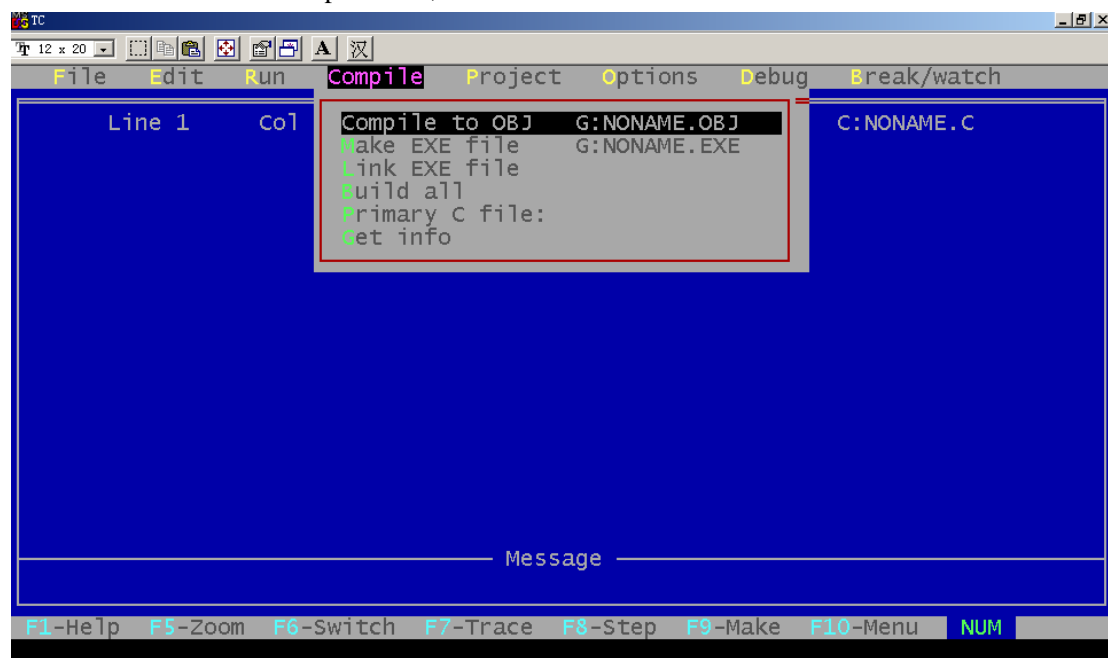 TC
12 x 20 A 汉
File Edit Run Compile Project Options Debug Break/watch
Line 1 Col C:NONAME.C
Compile to OBJ G:NONAME.OBJ
Make EXE file G:NONAME.EXE
Link EXE file
Build all
Primary C file:
Get info
Message
F1-Help F5-Zoom F6-Switch F7-Trace F8-Step F9-Make F10-Menu NUM